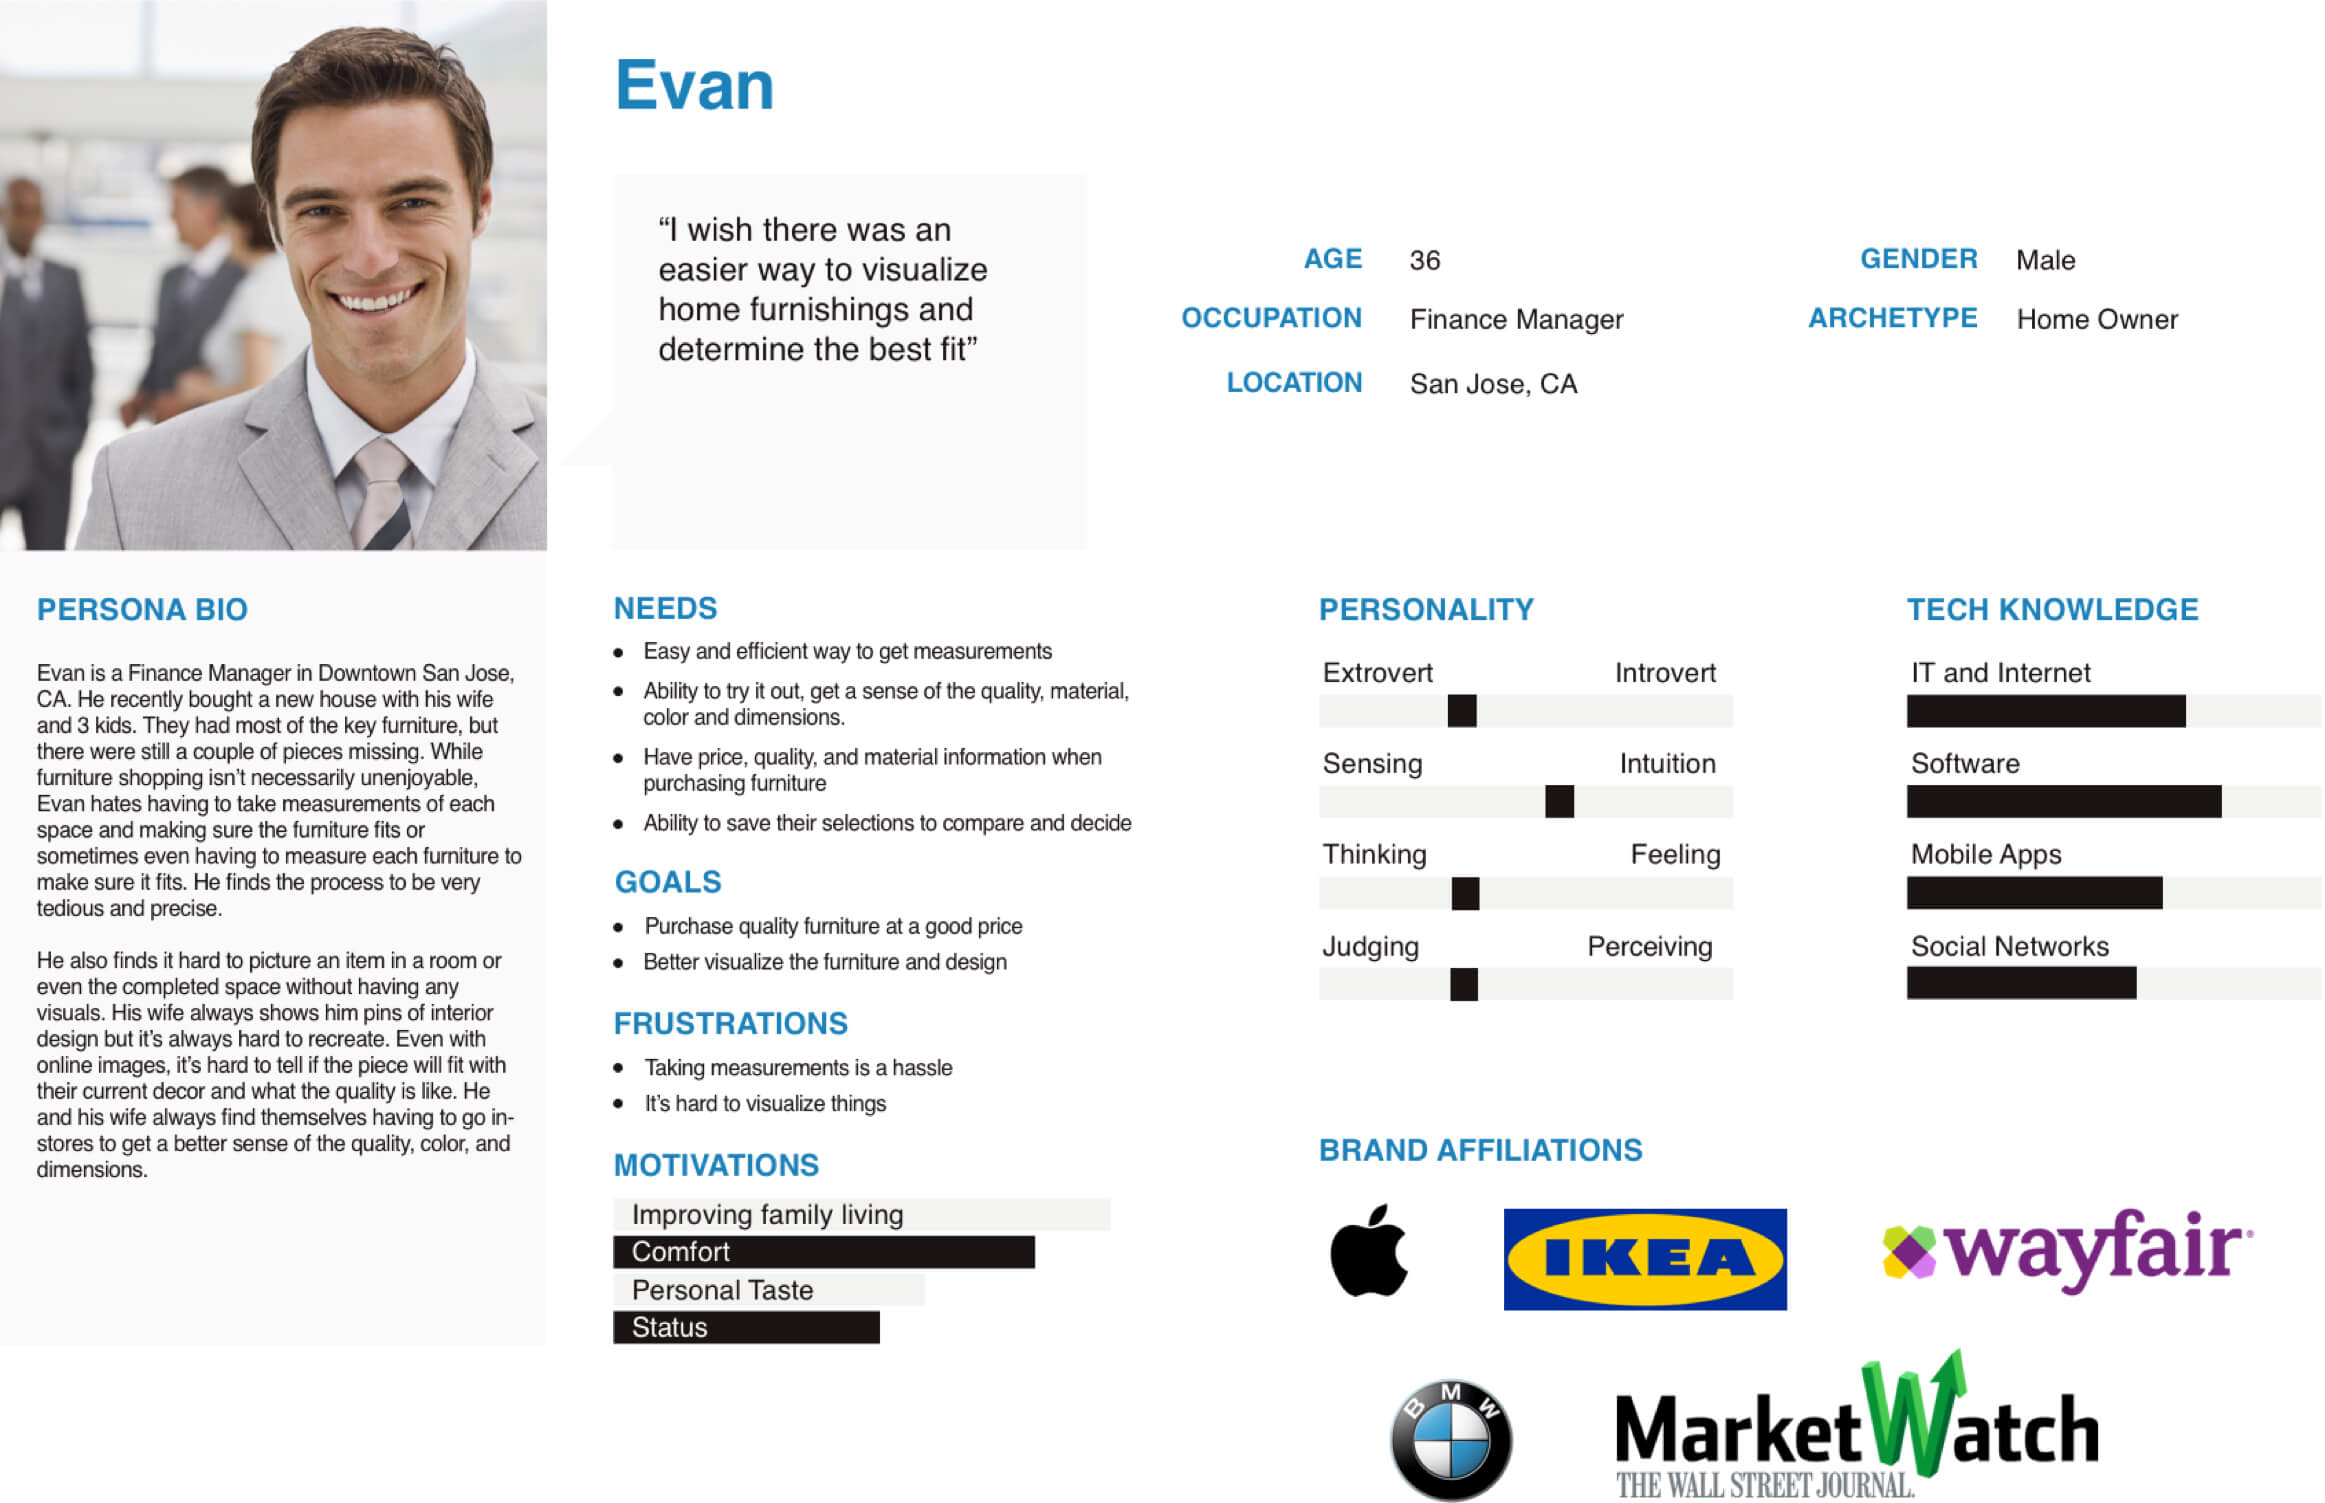 Evan
“I wish there was an
easier way to visualize
home furnishings and
determine the best fit”
AGE 36
OCCUPATION Finance Manager
LOCATION San Jose, CA
GENDER Male
ARCHETYPE Home Owner
PERSONA BIO
Evan is a Finance Manager in Downtown San Jose,
CA. He recently bought a new house with his wife
and 3 kids. They had most of the key furniture, but
there were still a couple of pieces missing. While
furniture shopping isn’t necessarily unenjoyable,
Evan hates having to take measurements of each
space and making sure the furniture fits or
sometimes even having to measure each furniture to
make sure it fits. He finds the process to be very
tedious and precise.
He also finds it hard to picture an item in a room or
even the completed space without having any
visuals. His wife always shows him pins of interior
design but it’s always hard to recreate. Even with
online images, it’s hard to tell if the piece will fit with
their current decor and what the quality is like. He
and his wife always find themselves having to go in-
stores to get a better sense of the quality, color, and
dimensions.
NEEDS
• Easy and efficient way to get measurements
• Ability to try it out, get a sense of the quality, material,
color and dimensions.
• Have price, quality, and material information when
purchasing furniture
• Ability to save their selections to compare and decide
GOALS
• Purchase quality furniture at a good price
• Better visualize the furniture and design
FRUSTRATIONS
• Taking measurements is a hassle
• It’s hard to visualize things
MOTIVATIONS
Improving family living
Comfort
Personal Taste
Status
PERSONALITY
Extrovert Introvert
Sensing Intuition
Thinking Feeling
Judging Perceiving
TECH KNOWLEDGE
IT and Internet
Software
Mobile Apps
Social Networks
BRAND AFFILIATIONS
IKEA
wayfair
BMW
MarketWatch
THE WALL STREET JOURNAL.